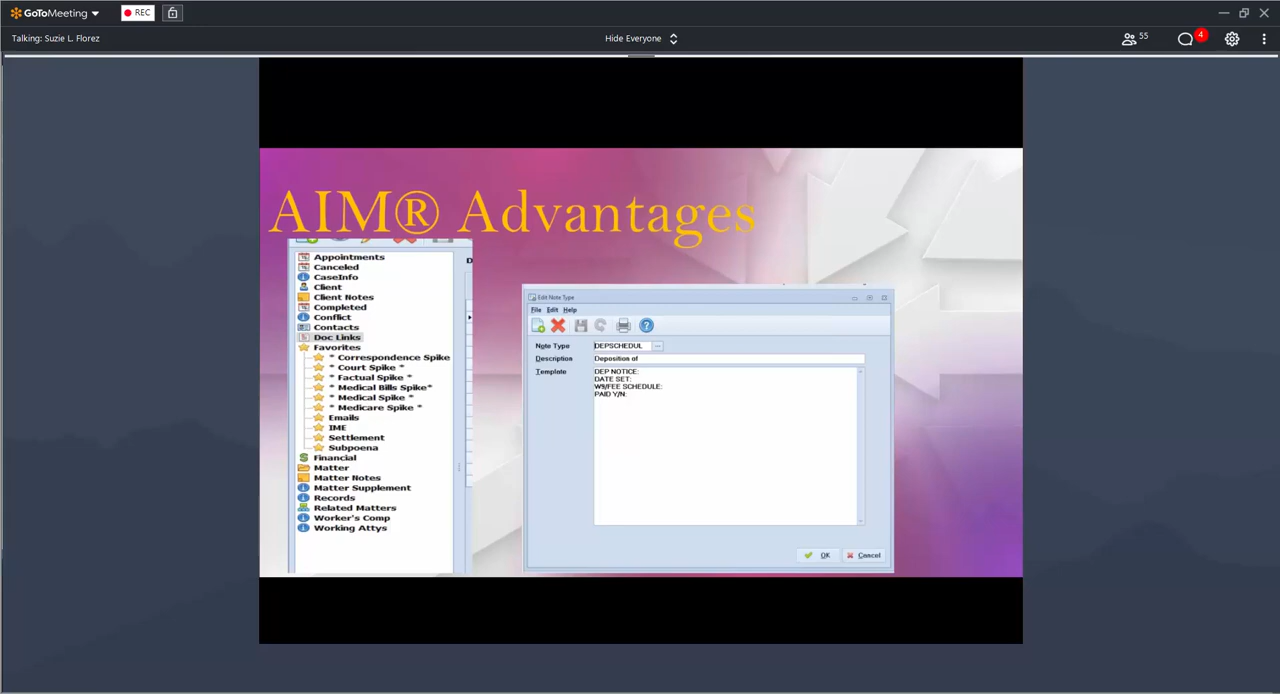 GoToMeeting
REC
Talking: Suzie L. Florez
Hide Everyone
55
4
AIM® Advantages
Appointments
Canceled
CaseInfo
Client
Client Notes
Completed
Conflict
Contacts
Doc Links
Favorites
* Correspondence Spike
* Court Spike *
* Factual Spike *
* Medical Bills Spike*
* Medical Spike *
* Medicare Spike *
Emails
IME
Settlement
Subpoena
Financial
Matter
Matter Notes
Matter Supplement
Records
Related Matters
Worker's Comp
Working Attys
D
Edit Note Type
File Edit Help
Note Type DEPSCHEDUL
Description Deposition of
Template DEP NOTICE:
DATE SET:
W9/FEE SCHEDULE:
PAID Y/N:
OK Cancel